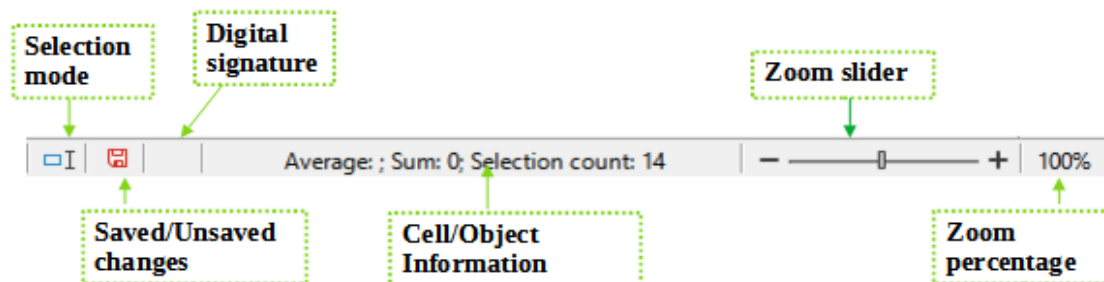 Selection
mode
Digital
signature
Zoom slider
Average: ; Sum: 0; Selection count: 14
100%
Saved/Unsaved
changes
Cell/Object
Information
Zoom
percentage